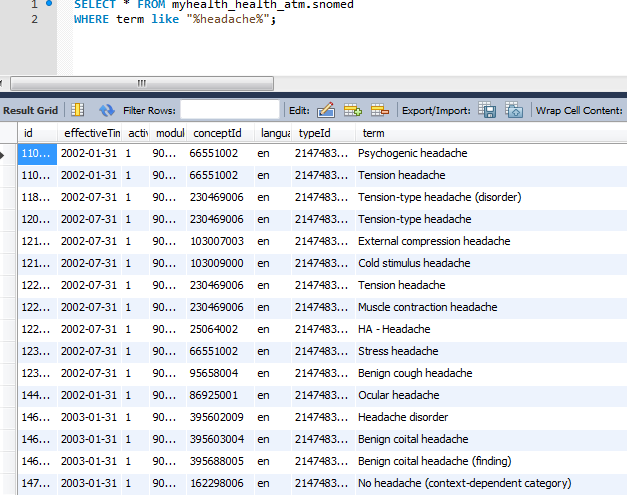 1 SELECT * FROM myhealth_health_atm.snomed
2 WHERE term like "%headache%";
Result Grid Filter Rows: Edit: Export/Import: Wrap Cell Content:
id effectiveTim activ modul conceptId langua typeId term
110... 2002-01-31 1 90... 66551002 en 2147483... Psychogenic headache
110... 2002-01-31 1 90... 66551002 en 2147483... Tension headache
118... 2002-07-31 1 90... 230469006 en 2147483... Tension-type headache (disorder)
120... 2002-07-31 1 90... 230469006 en 2147483... Tension-type headache
121... 2002-07-31 1 90... 103007003 en 2147483... External compression headache
121... 2002-07-31 1 90... 103009000 en 2147483... Cold stimulus headache
122... 2002-07-31 1 90... 230469006 en 2147483... Tension headache
122... 2002-07-31 1 90... 230469006 en 2147483... Muscle contraction headache
122... 2002-07-31 1 90... 25064002 en 2147483... HA - Headache
123... 2002-07-31 1 90... 66551002 en 2147483... Stress headache
123... 2002-07-31 1 90... 95658004 en 2147483... Benign cough headache
144... 2002-01-31 1 90... 86925001 en 2147483... Ocular headache
146... 2003-01-31 1 90... 395602009 en 2147483... Headache disorder
146... 2003-01-31 1 90... 395603004 en 2147483... Benign coital headache
146... 2003-01-31 1 90... 395688005 en 2147483... Benign coital headache (finding)
147... 2003-01-31 1 90... 162298006 en 2147483... No headache (context-dependent category)